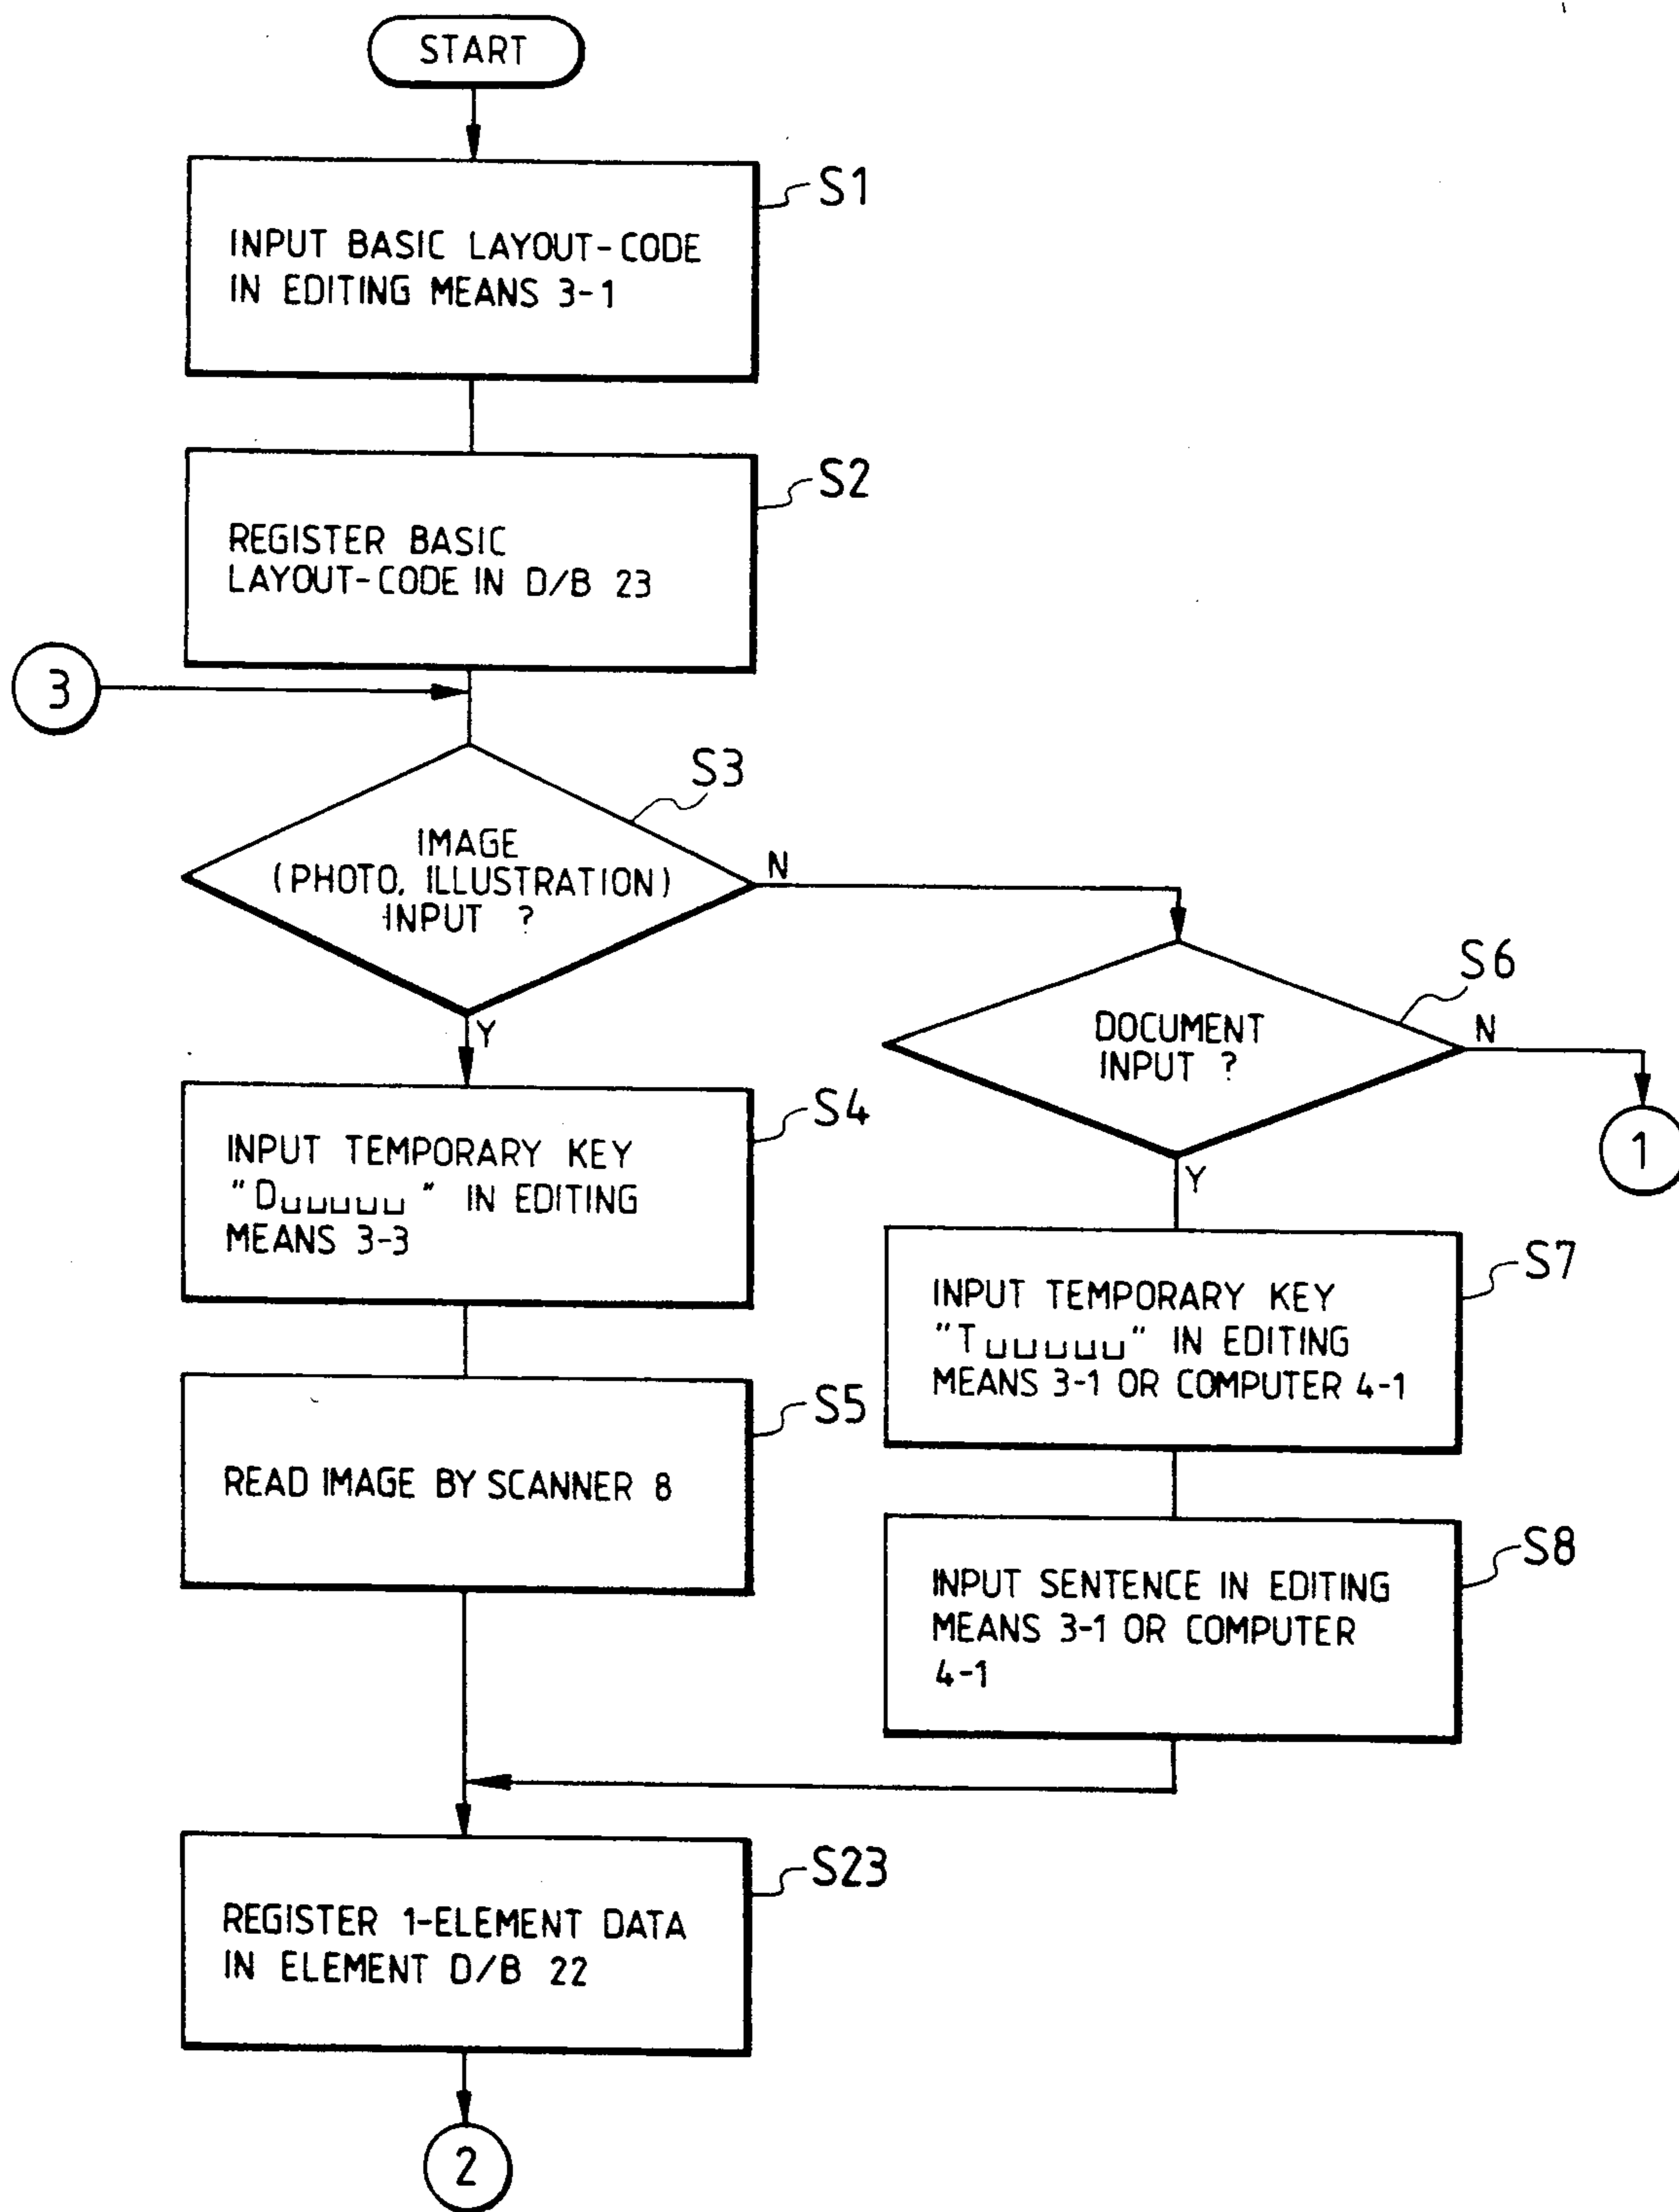 START
S1
INPUT BASIC LAYOUT-CODE
IN EDITING MEANS 3-1
S2
REGISTER BASIC
LAYOUT-CODE IN D/B 23
3
S3
IMAGE
(PHOTO, ILLUSTRATION)
INPUT ?
N
Y
S6
DOCUMENT
INPUT ?
N
1
Y
S4
INPUT TEMPORARY KEY
"D␣␣␣␣␣" IN EDITING
MEANS 3-3
S7
INPUT TEMPORARY KEY
"T␣␣␣␣␣" IN EDITING
MEANS 3-1 OR COMPUTER 4-1
S5
READ IMAGE BY SCANNER 8
S8
INPUT SENTENCE IN EDITING
MEANS 3-1 OR COMPUTER
4-1
S23
REGISTER 1-ELEMENT DATA
IN ELEMENT D/B 22
2